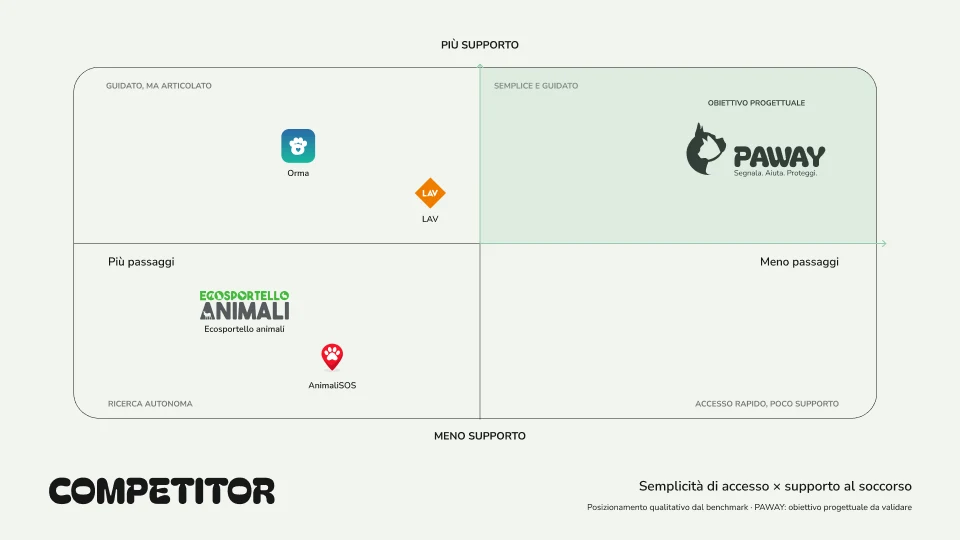 PIÙ SUPPORTO
GUIDATO, MA ARTICOLATO
SEMPLICE E GUIDATO
OBIETTIVO PROGETTUALE
PAWAY
Segnala. Aiuta. Proteggi.
Orma
LAV
LAV
Più passaggi
Meno passaggi
ECOSPORTELLO
ANIMALI
Ecosportello animali
AnimaliSOS
RICERCA AUTONOMA
ACCESSO RAPIDO, POCO SUPPORTO
MENO SUPPORTO
COMPETITOR
Semplicità di accesso × supporto al soccorso
Posizionamento qualitativo dal benchmark · PAWAY: obiettivo progettuale da validare